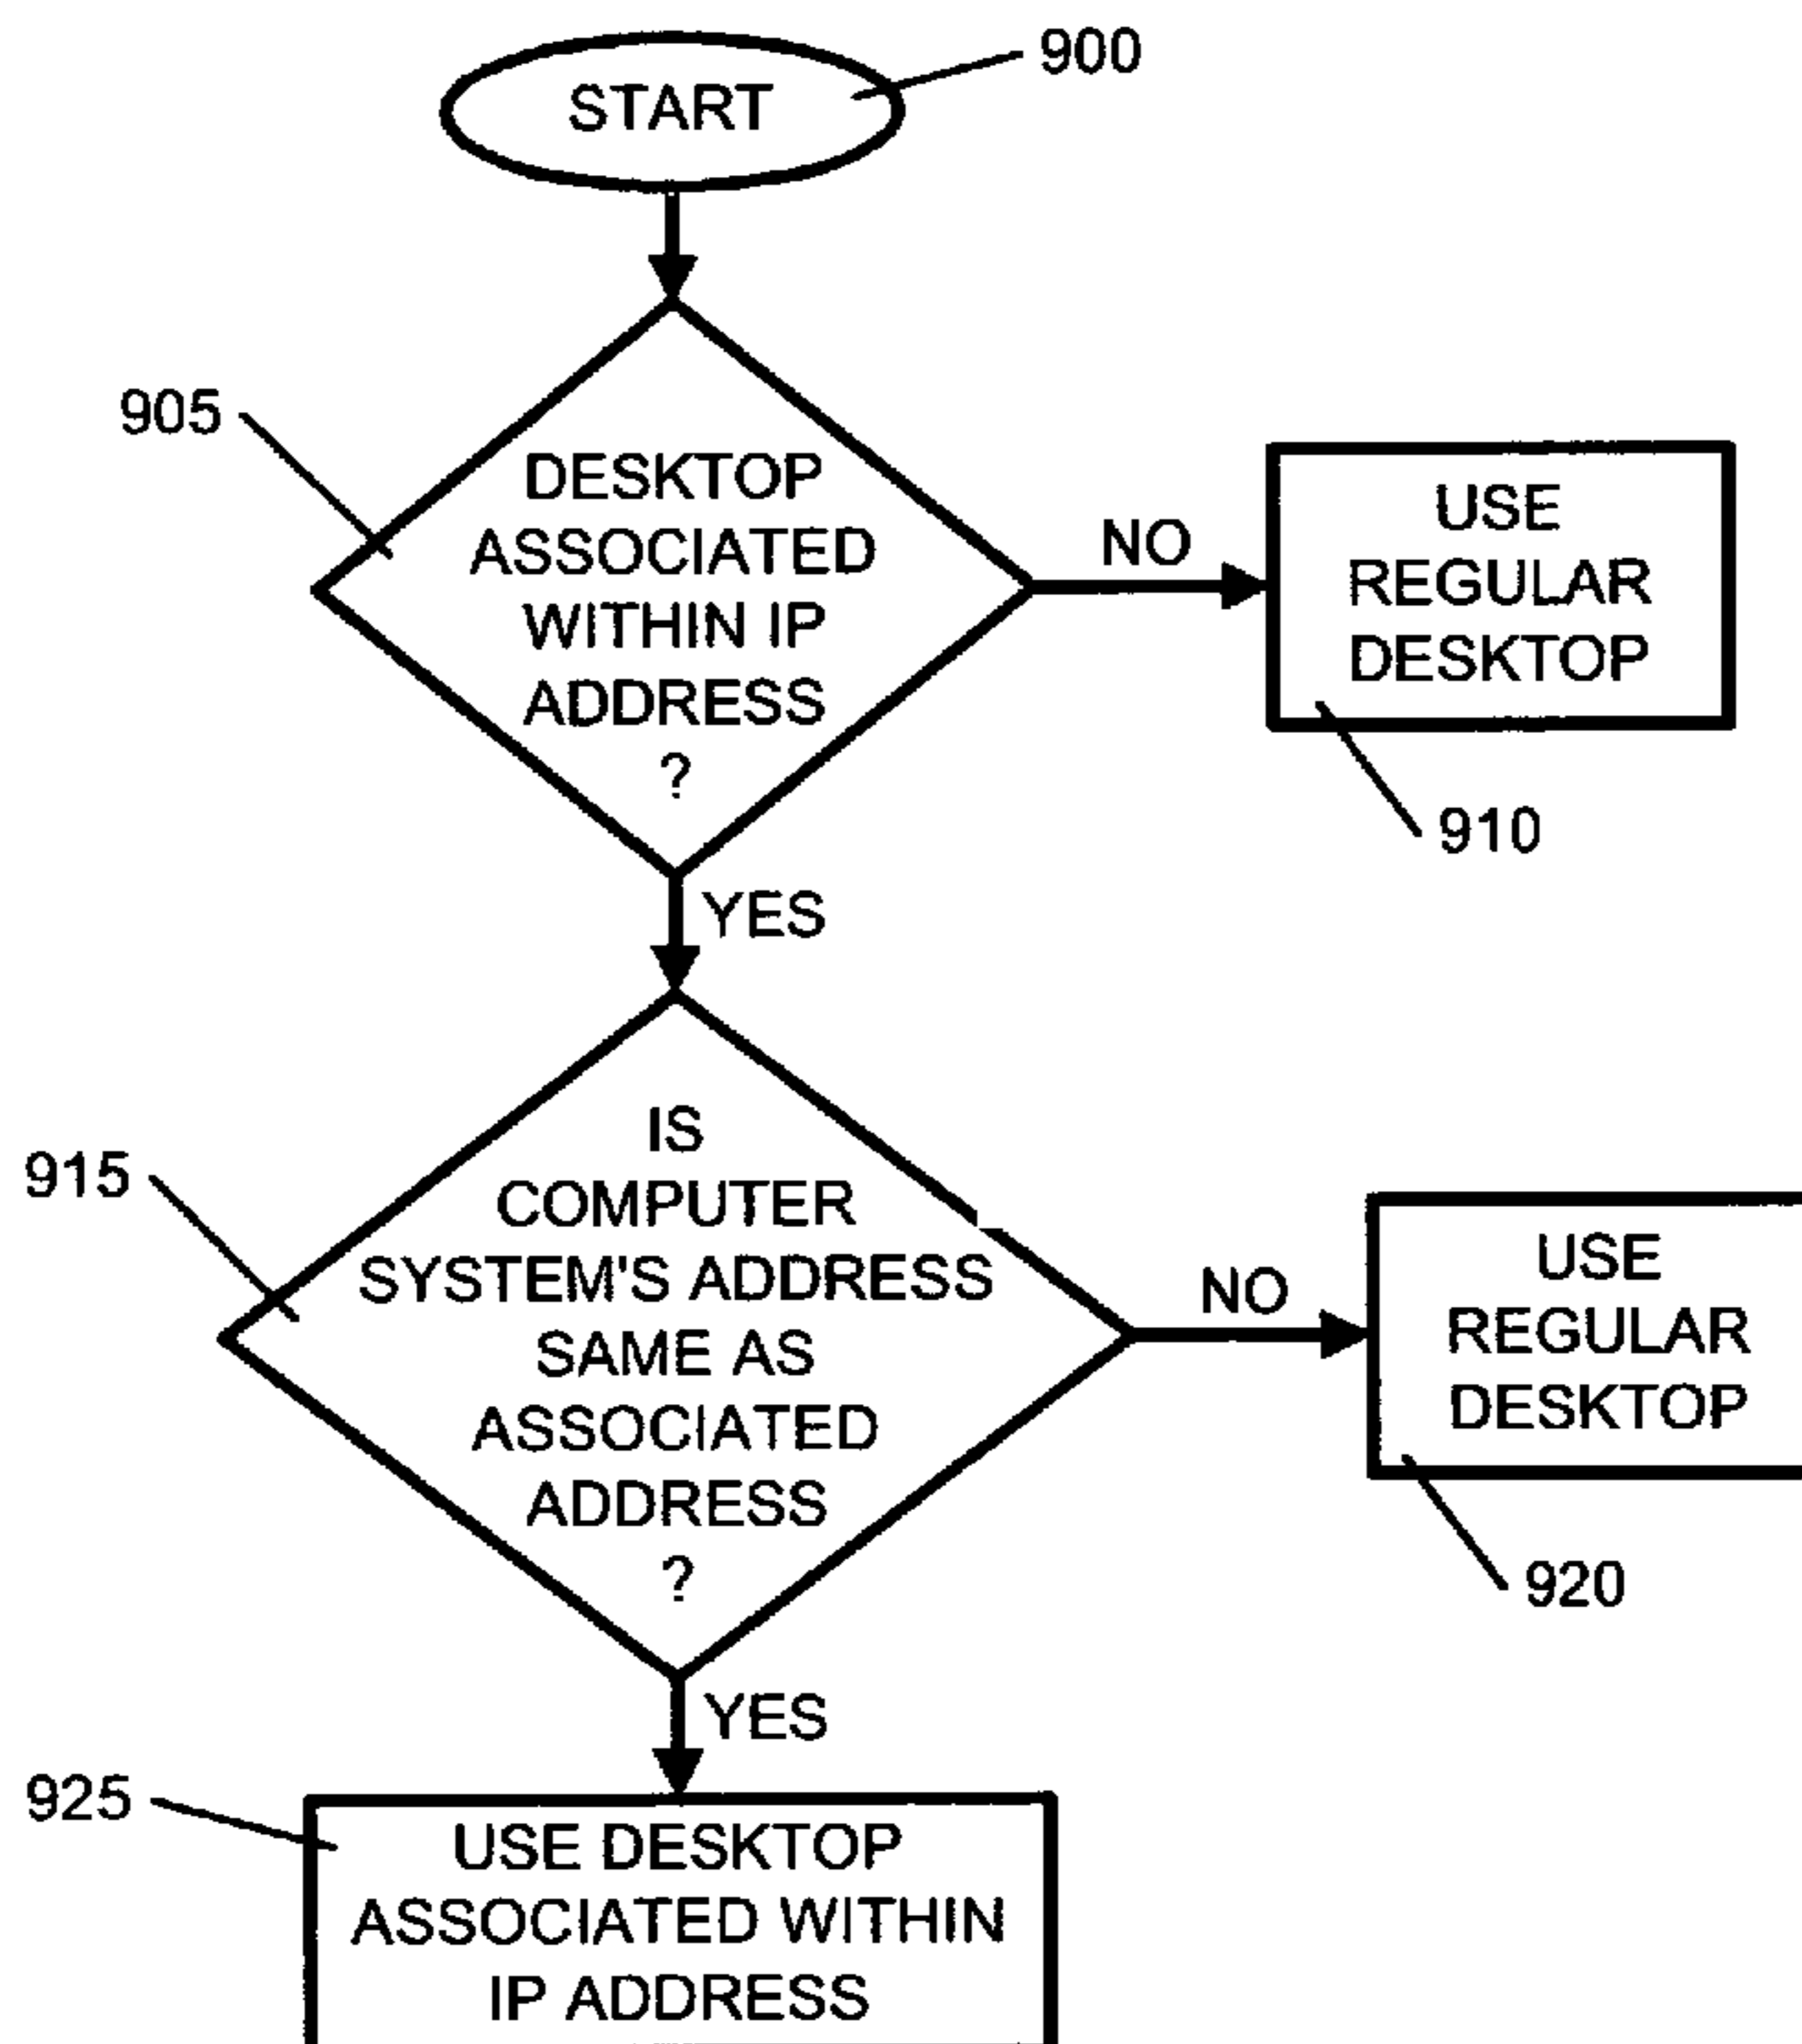 START
900
905
DESKTOP
ASSOCIATED
WITHIN IP
ADDRESS
?
NO
USE
REGULAR
DESKTOP
910
YES
915
IS
COMPUTER
SYSTEM'S ADDRESS
SAME AS
ASSOCIATED
ADDRESS
?
NO
USE
REGULAR
DESKTOP
920
YES
925
USE DESKTOP
ASSOCIATED WITHIN
IP ADDRESS